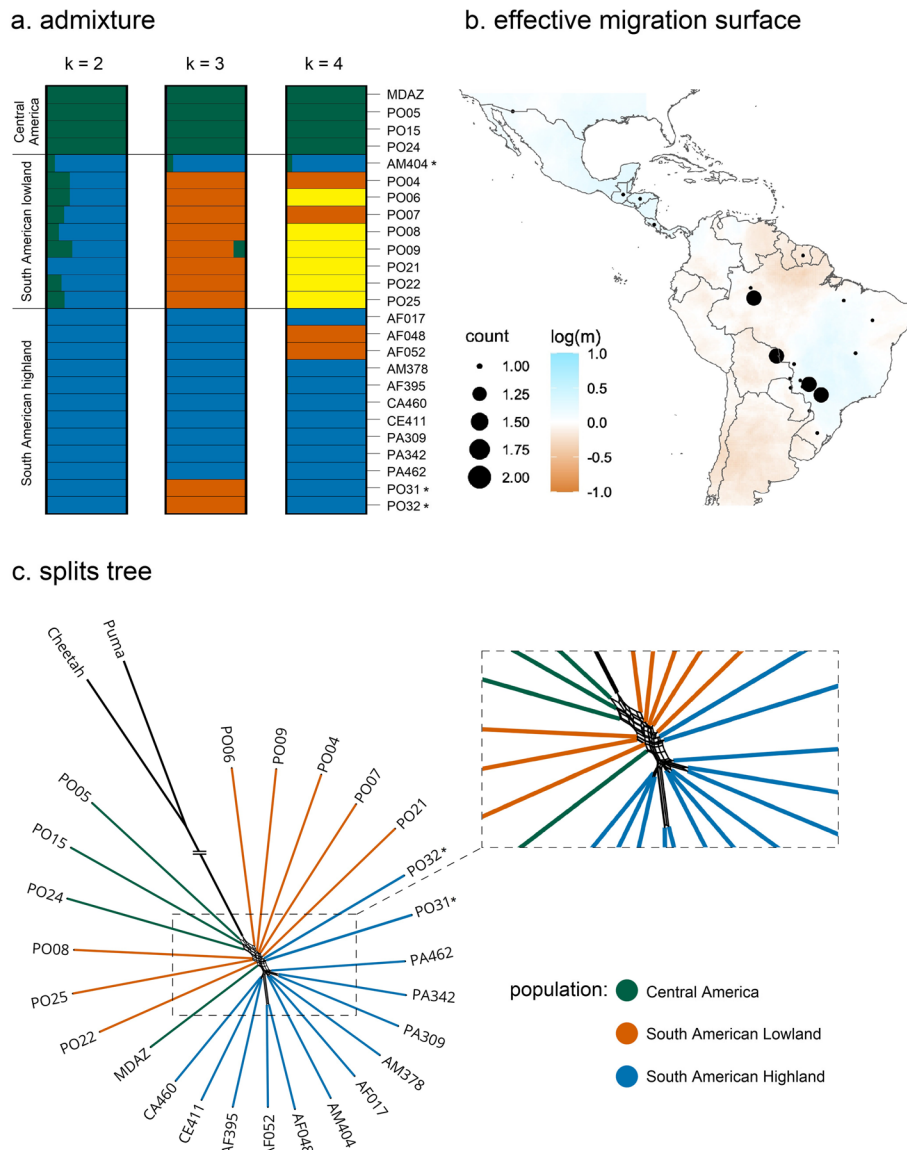 a. admixture
k = 2
k = 3
k = 4
Central
America
South American lowland
South American highland
MDAZ
PO05
PO15
PO24
AM404 *
PO04
PO06
PO07
PO08
PO09
PO21
PO22
PO25
AF017
AF048
AF052
AM378
AF395
CA460
CE411
PA309
PA342
PA462
PO31 *
PO32 *
b. effective migration surface
count
1.00
1.25
1.50
1.75
2.00
log(m)
1.0
0.5
0.0
-0.5
-1.0
c. splits tree
Cheetah
Puma
PO05
PO15
PO24
PO08
PO25
PO22
MDAZ
CA460
CE411
AF395
AF052
AF048
AM404
AF017
AM378
PA309
PA342
PA462
PO31*
PO32*
PO21
PO07
PO04
PO09
PO06
population:
Central America
South American Lowland
South American Highland